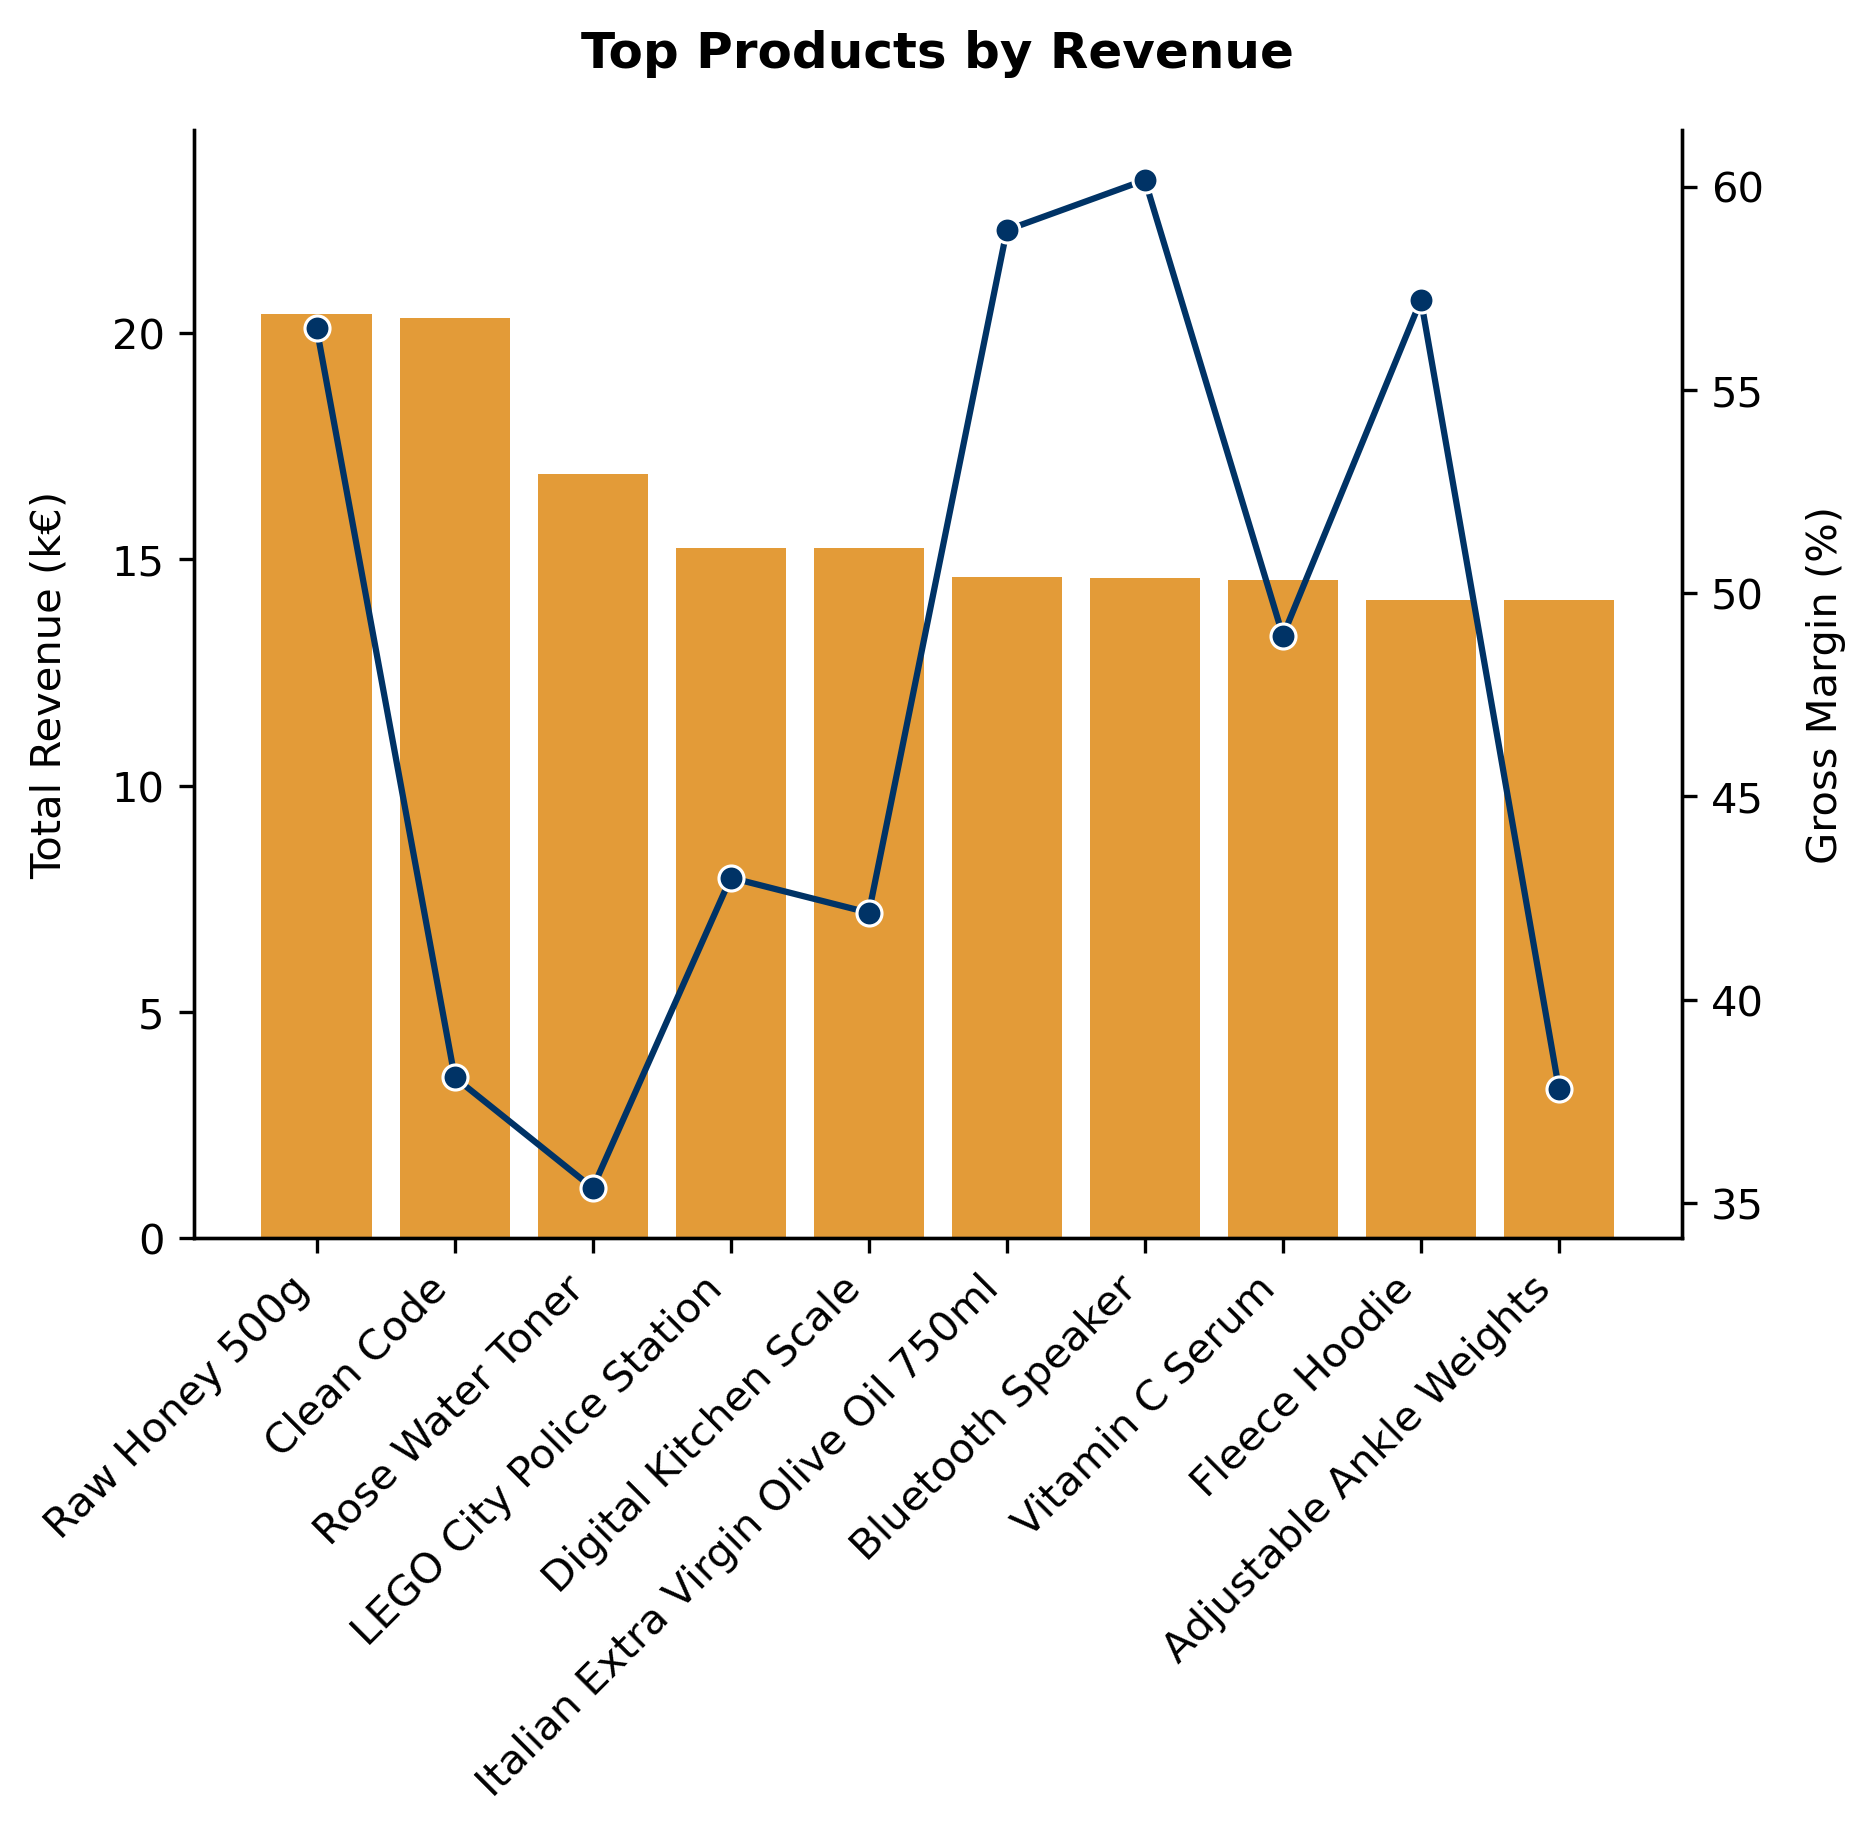 Top Products by Revenue
Total Revenue (k€)
20
15
10
5
0
60
55
50
45
40
35
Gross Margin (%)
Raw Honey 500g
Clean Code
Rose Water Toner
LEGO City Police Station
Digital Kitchen Scale
Italian Extra Virgin Olive Oil 750ml
Bluetooth Speaker
Vitamin C Serum
Fleece Hoodie
Adjustable Ankle Weights